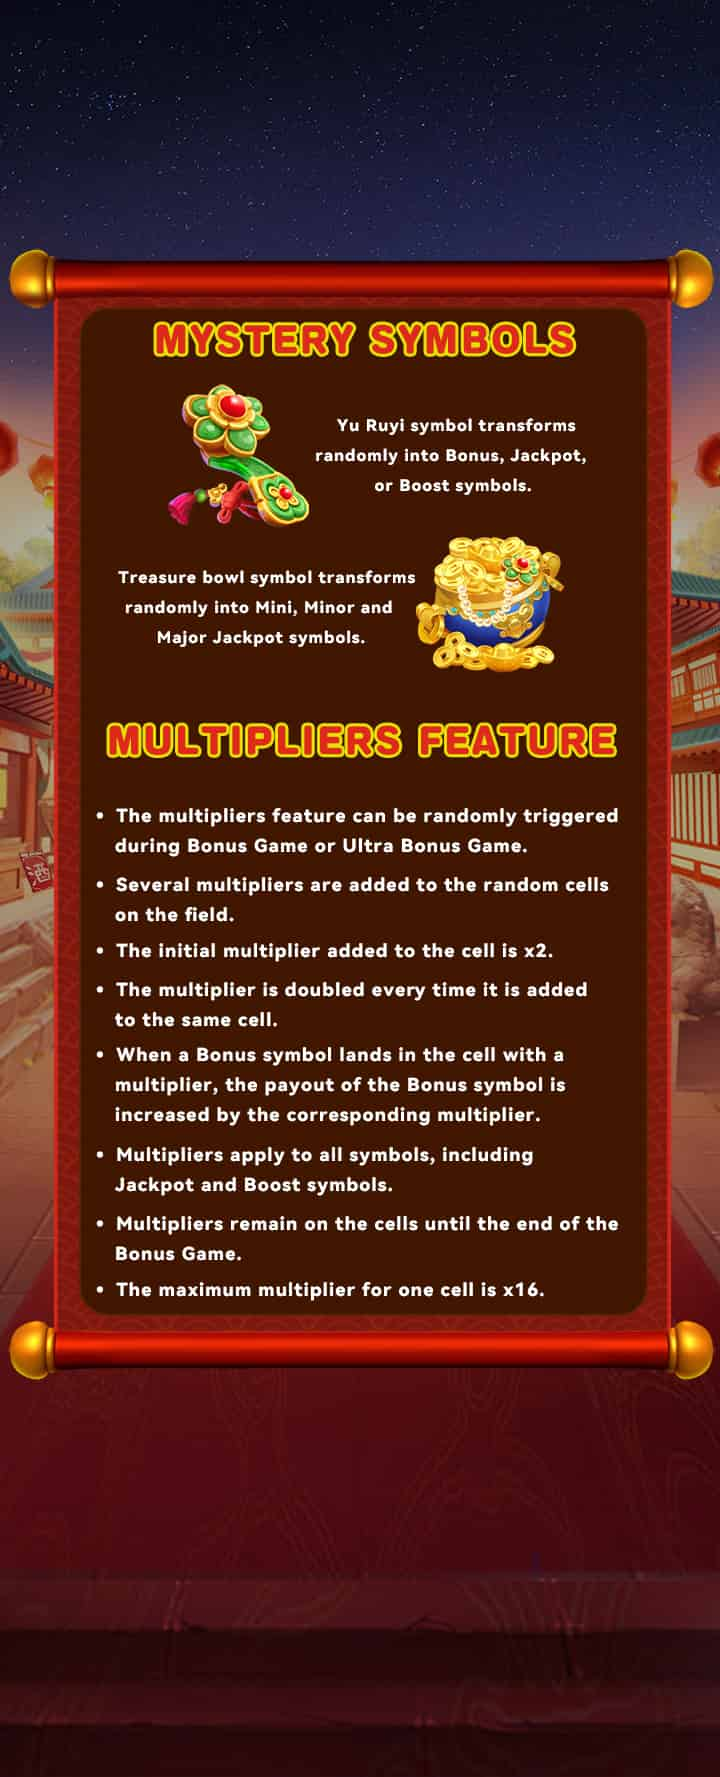 MYSTERY SYMBOLS
Yu Ruyi symbol transforms
randomly into Bonus, Jackpot,
or Boost symbols.
Treasure bowl symbol transforms
randomly into Mini, Minor and
Major Jackpot symbols.
MULTIPLIERS FEATURE
• The multipliers feature can be randomly triggered
during Bonus Game or Ultra Bonus Game.
• Several multipliers are added to the random cells
on the field.
• The initial multiplier added to the cell is x2.
• The multiplier is doubled every time it is added
to the same cell.
• When a Bonus symbol lands in the cell with a
multiplier, the payout of the Bonus symbol is
increased by the corresponding multiplier.
• Multipliers apply to all symbols, including
Jackpot and Boost symbols.
• Multipliers remain on the cells until the end of the
Bonus Game.
• The maximum multiplier for one cell is x16.
酒